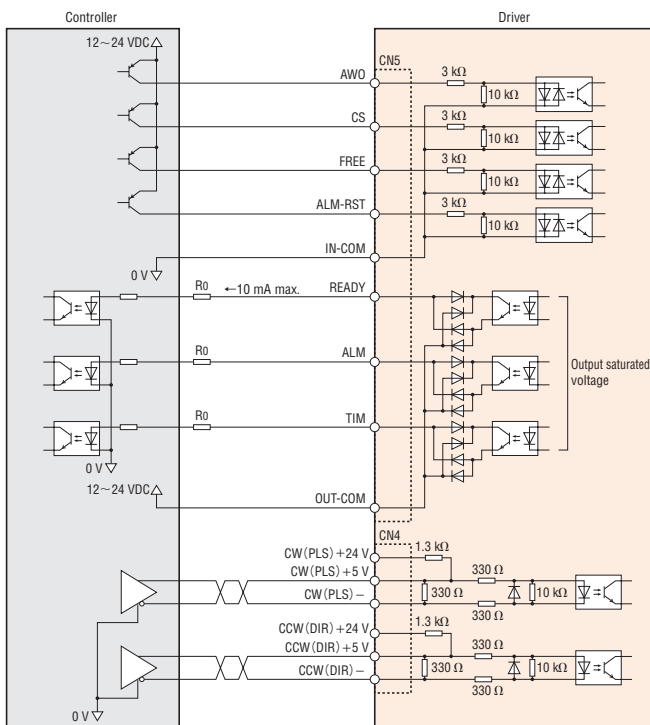 Controller
Driver
12~24 VDC
CN5
AWO
3 kΩ
10 kΩ
CS
3 kΩ
10 kΩ
FREE
3 kΩ
10 kΩ
ALM-RST
3 kΩ
10 kΩ
IN-COM
0 V
R0
←10 mA max.
READY
R0
ALM
Output saturated
voltage
R0
TIM
0 V
12~24 VDC
OUT-COM
CN4
CW(PLS)+24 V
1.3 kΩ
CW(PLS)+5 V
330 Ω
330 Ω
10 kΩ
CW(PLS)−
330 Ω
CCW(DIR)+24 V
1.3 kΩ
CCW(DIR)+5 V
330 Ω
330 Ω
10 kΩ
CCW(DIR)−
330 Ω
0 V